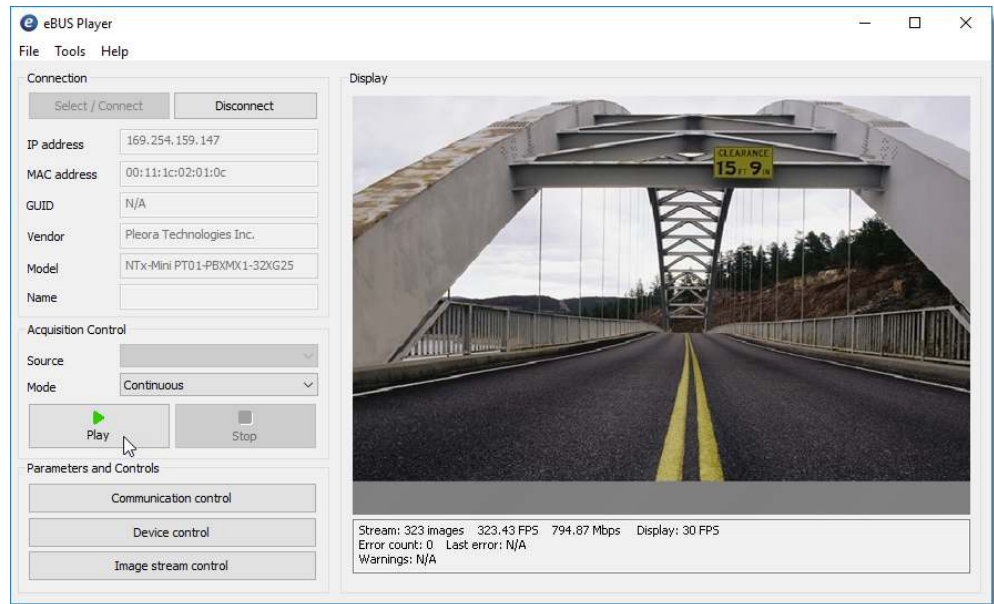 eBUS Player
File Tools Help
Connection
Select / Connect Disconnect
IP address 169.254.159.147
MAC address 00:11:1c:02:01:0c
GUID N/A
Vendor Pleora Technologies Inc.
Model NTx-Mini PT01-PBXMX1-32XG25
Name
Acquisition Control
Source
Mode Continuous
Play Stop
Parameters and Controls
Communication control
Device control
Image stream control
Display
CLEARANCE
15 FT 9 IN
Stream: 323 images 323.43 FPS 794.87 Mbps Display: 30 FPS
Error count: 0 Last error: N/A
Warnings: N/A